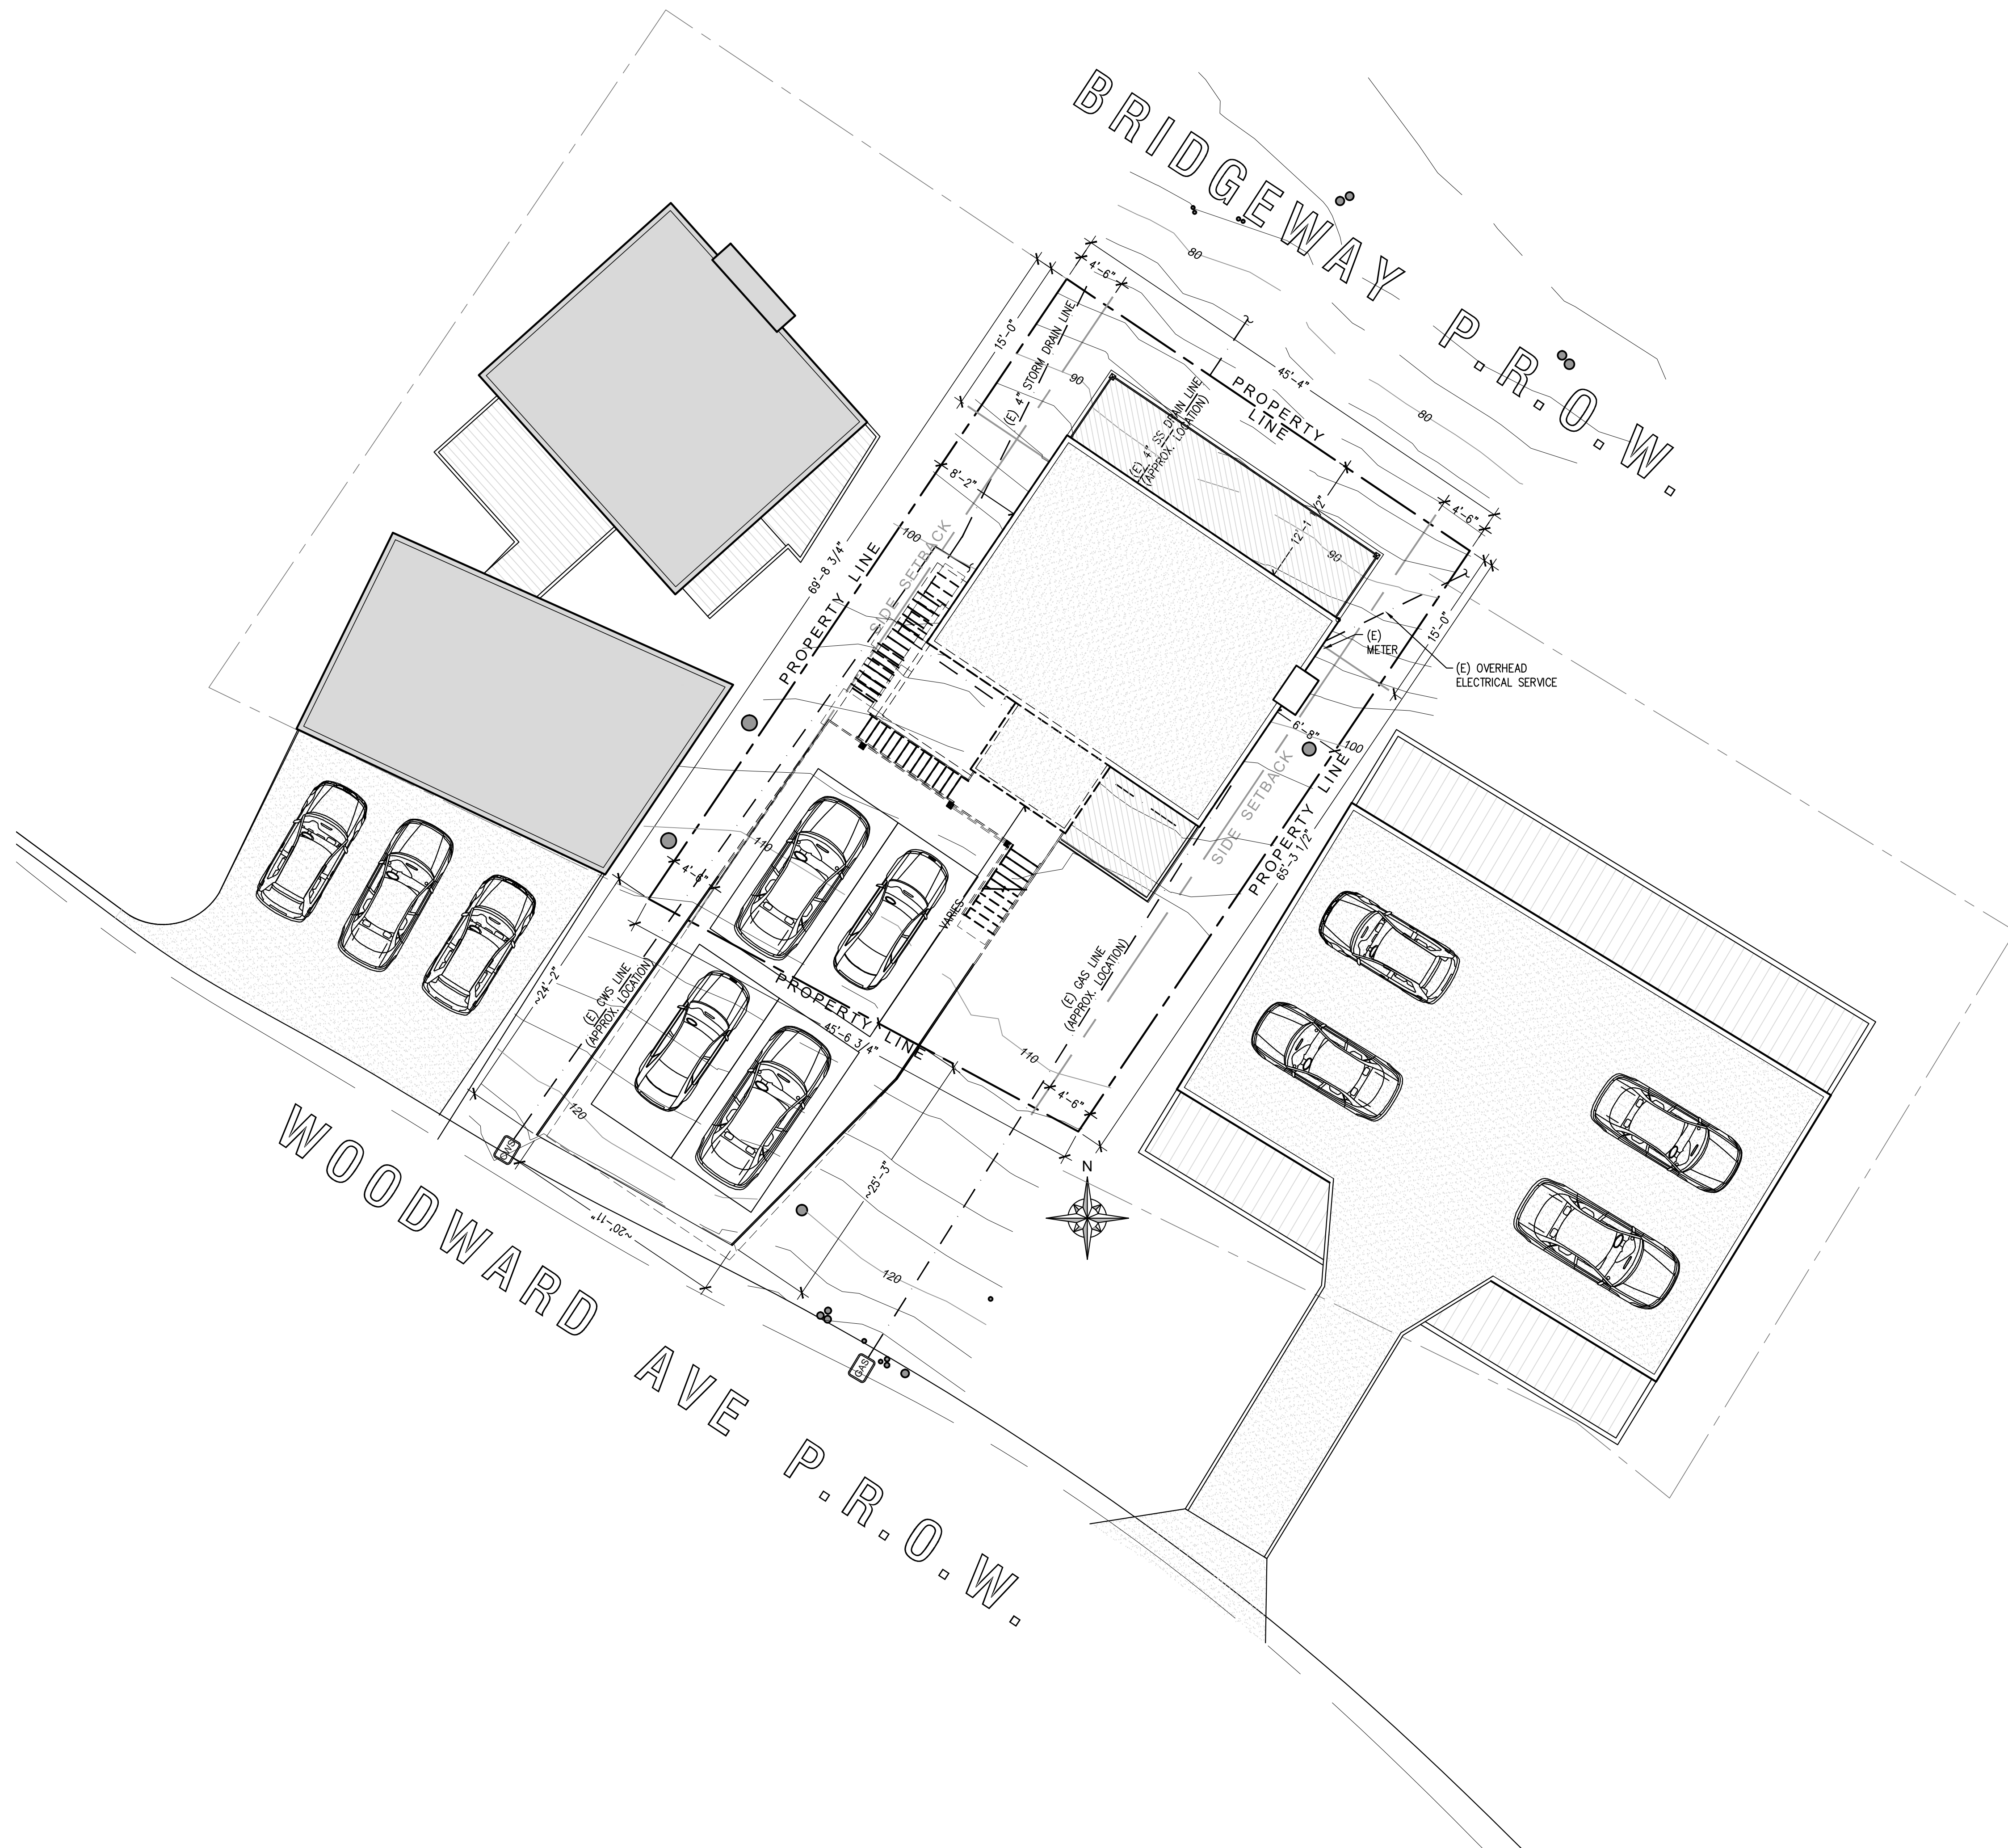 BRIDGEWAY P.R.O.W.
80
4'-6"
15'-0"
(E) 4" STORM DRAIN LINE
90
45'-4"
PROPERTY
LINE
(E) 4" SS DRAIN LINE
(APPROX. LOCATION)
80
8'-2"
4'-6"
12'-1 1/2"
90
100
SIDE SETBACK
69'-8 3/4"
PROPERTY LINE
(E)
METER
15'-0"
(E) OVERHEAD
ELECTRICAL SERVICE
6'-8"
100
SIDE SETBACK
PROPERTY LINE
65'-3 1/2"
110
4'-6"
VARIES
~24'-2"
(E) CWS LINE
(APPROX. LOCATION)
PROPERTY LINE
45'-6 3/4"
(E) GAS LINE
(APPROX. LOCATION)
110
4'-6"
120
CWS
N
~25'-3"
~20'-11"
120
GAS
WOODWARD AVE P.R.O.W.